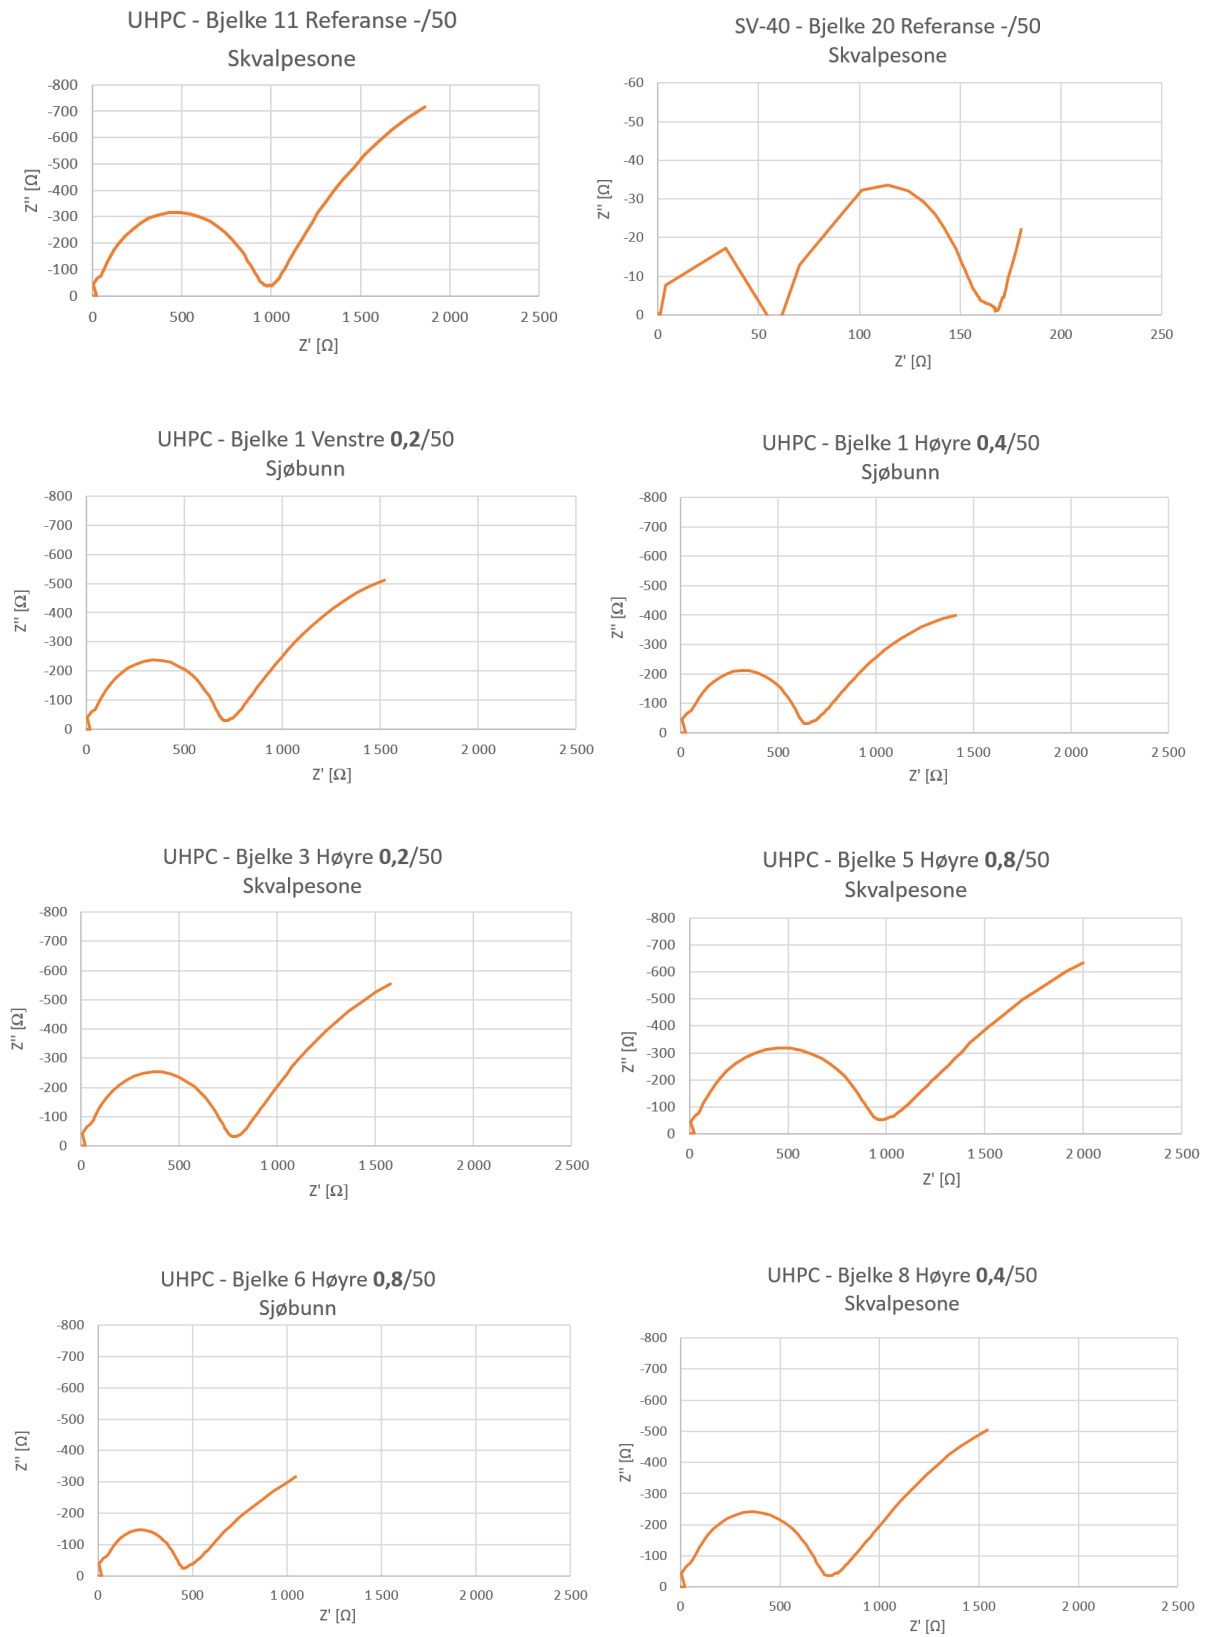 UHPC - Bjelke 11 Referanse -/50
Skvalpesone
-800
-700
-600
-500
-400
-300
-200
-100
0
Z'' [Ω]
0 500 1 000 1 500 2 000 2 500
Z' [Ω]
SV-40 - Bjelke 20 Referanse -/50
Skvalpesone
-60
-50
-40
-30
-20
-10
0
Z'' [Ω]
0 50 100 150 200 250
Z' [Ω]
UHPC - Bjelke 1 Venstre 0,2/50
Sjøbunn
-800
-700
-600
-500
-400
-300
-200
-100
0
Z'' [Ω]
0 500 1 000 1 500 2 000 2 500
Z' [Ω]
UHPC - Bjelke 1 Høyre 0,4/50
Sjøbunn
-800
-700
-600
-500
-400
-300
-200
-100
0
Z'' [Ω]
0 500 1 000 1 500 2 000 2 500
Z' [Ω]
UHPC - Bjelke 3 Høyre 0,2/50
Skvalpesone
-800
-700
-600
-500
-400
-300
-200
-100
0
Z'' [Ω]
0 500 1 000 1 500 2 000 2 500
Z' [Ω]
UHPC - Bjelke 5 Høyre 0,8/50
Skvalpesone
-800
-700
-600
-500
-400
-300
-200
-100
0
Z'' [Ω]
0 500 1 000 1 500 2 000 2 500
Z' [Ω]
UHPC - Bjelke 6 Høyre 0,8/50
Sjøbunn
-800
-700
-600
-500
-400
-300
-200
-100
0
Z'' [Ω]
0 500 1 000 1 500 2 000 2 500
Z' [Ω]
UHPC - Bjelke 8 Høyre 0,4/50
Skvalpesone
-800
-700
-600
-500
-400
-300
-200
-100
0
Z'' [Ω]
0 500 1 000 1 500 2 000 2 500
Z' [Ω]